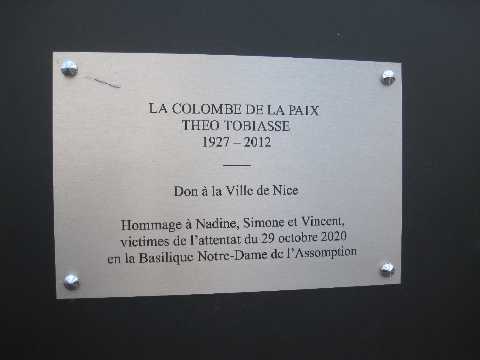 LA COLOMBE DE LA PAIX
THEO TOBIASSE
1927 – 2012
Don à la Ville de Nice
Hommage à Nadine, Simone et Vincent,
victimes de l'attentat du 29 octobre 2020
en la Basilique Notre-Dame de l'Assomption